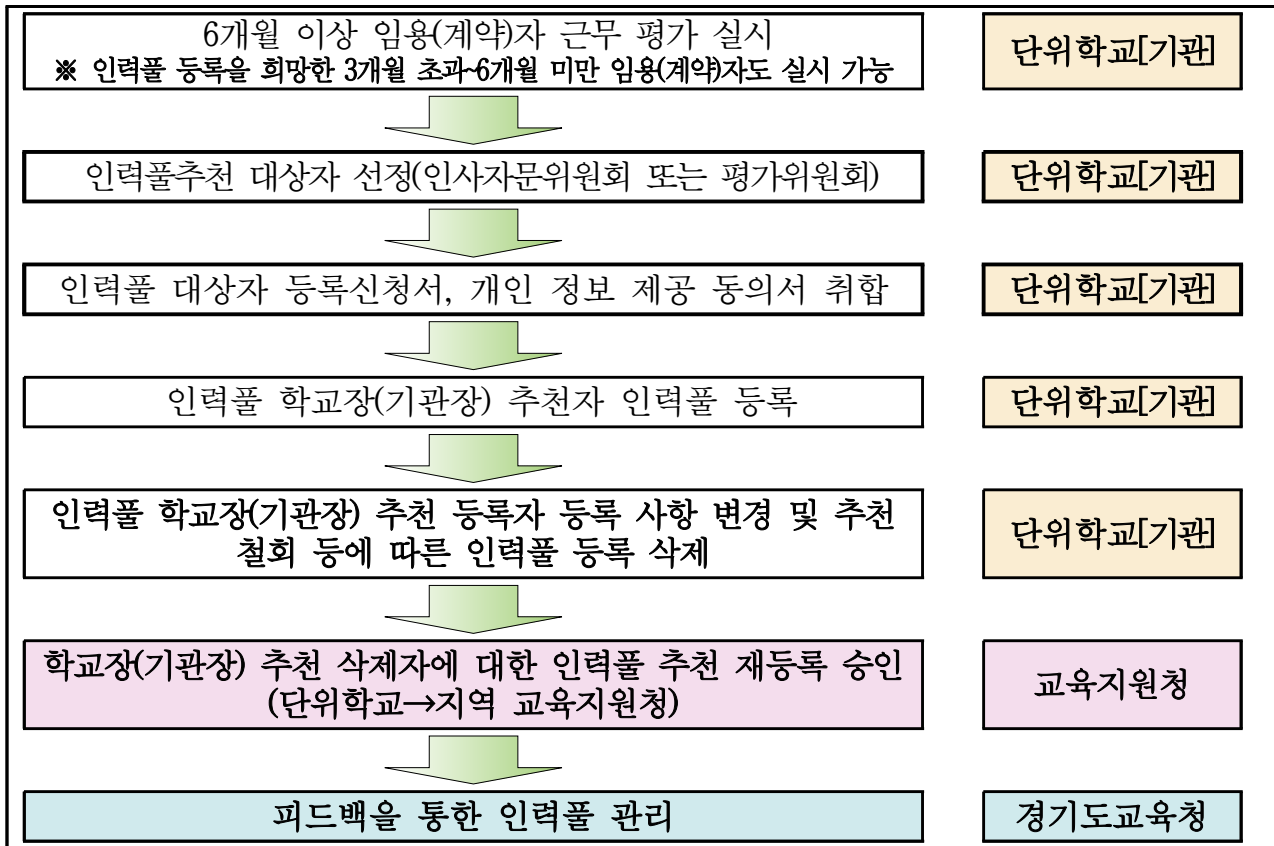 6개월 이상 임용(계약)자 근무 평가 실시
※ 인력풀 등록을 희망한 3개월 초과~6개월 미만 임용(계약)자도 실시 가능
단위학교[기관]
인력풀추천 대상자 선정(인사자문위원회 또는 평가위원회)
단위학교[기관]
인력풀 대상자 등록신청서, 개인 정보 제공 동의서 취합
단위학교[기관]
인력풀 학교장(기관장) 추천자 인력풀 등록
단위학교[기관]
인력풀 학교장(기관장) 추천 등록자 등록 사항 변경 및 추천
철회 등에 따른 인력풀 등록 삭제
단위학교[기관]
학교장(기관장) 추천 삭제자에 대한 인력풀 추천 재등록 승인
(단위학교→지역 교육지원청)
교육지원청
피드백을 통한 인력풀 관리
경기도교육청